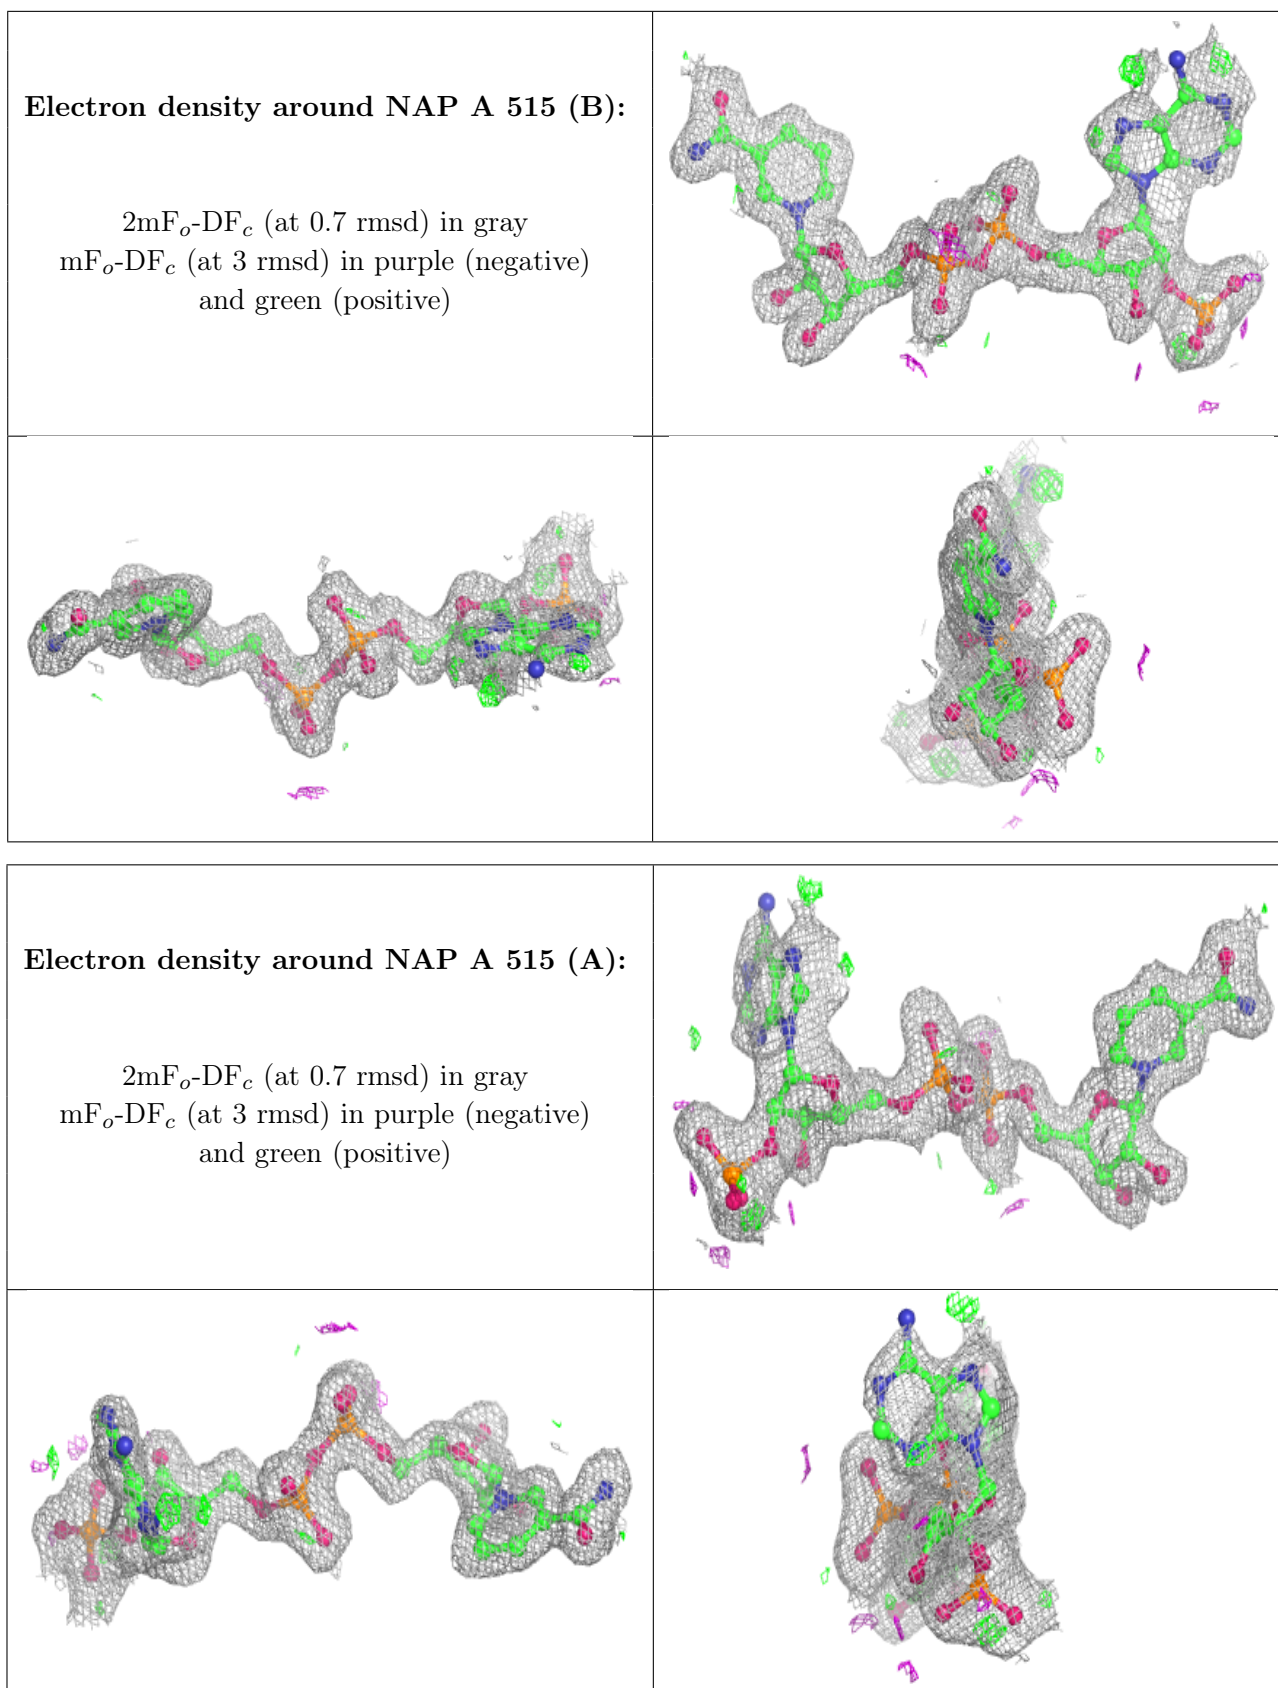 Electron density around NAP A 515 (B):
2mFo-DFc (at 0.7 rmsd) in gray
mFo-DFc (at 3 rmsd) in purple (negative)
and green (positive)
Electron density around NAP A 515 (A):
2mFo-DFc (at 0.7 rmsd) in gray
mFo-DFc (at 3 rmsd) in purple (negative)
and green (positive)